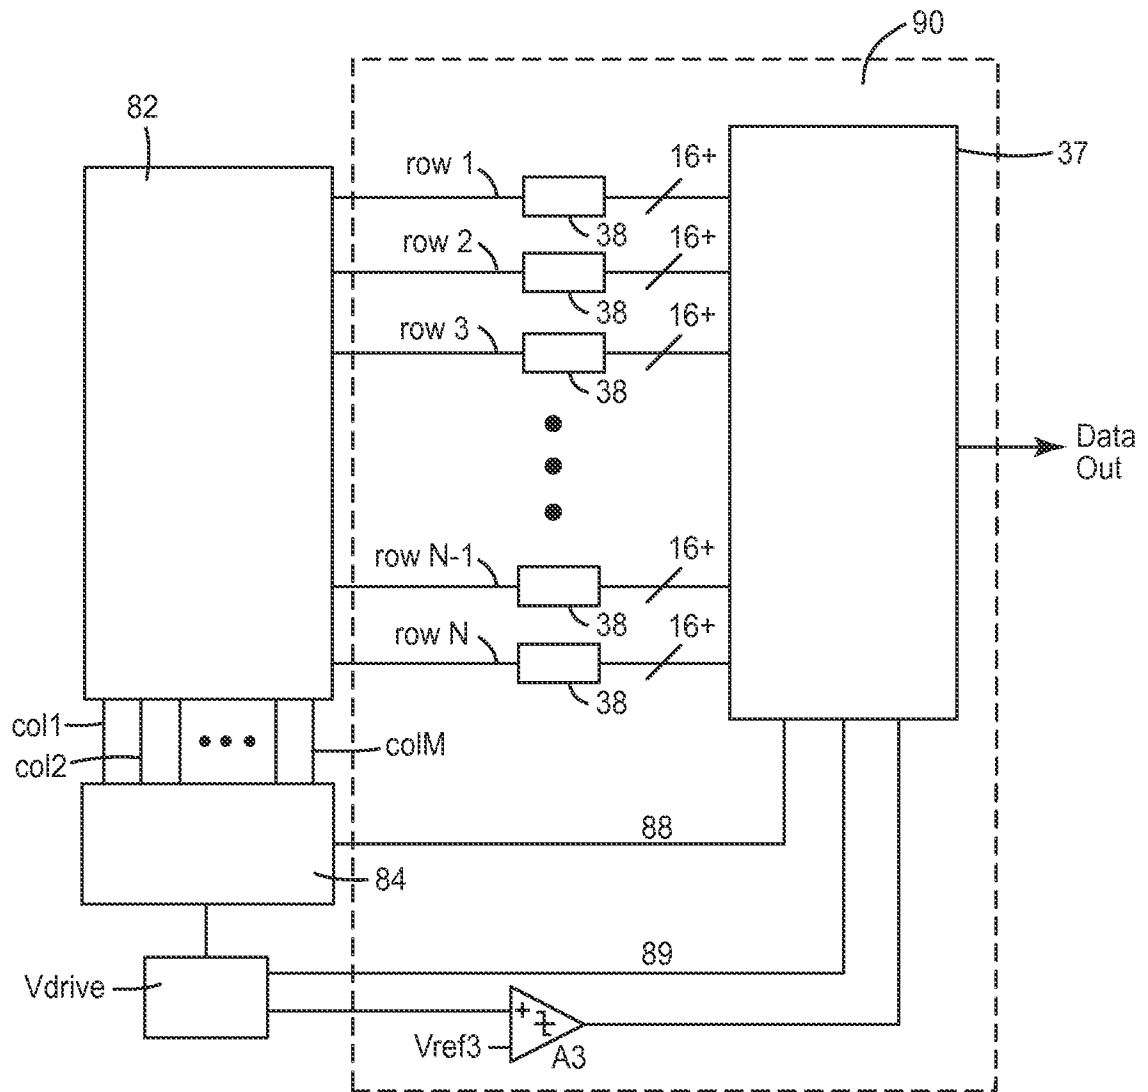 90
82
37
row 1
16+
38
row 2
16+
38
row 3
16+
38
Data
Out
row N-1
16+
38
row N
16+
38
col1
col2
colM
88
84
89
Vdrive
+
Vref3
A3